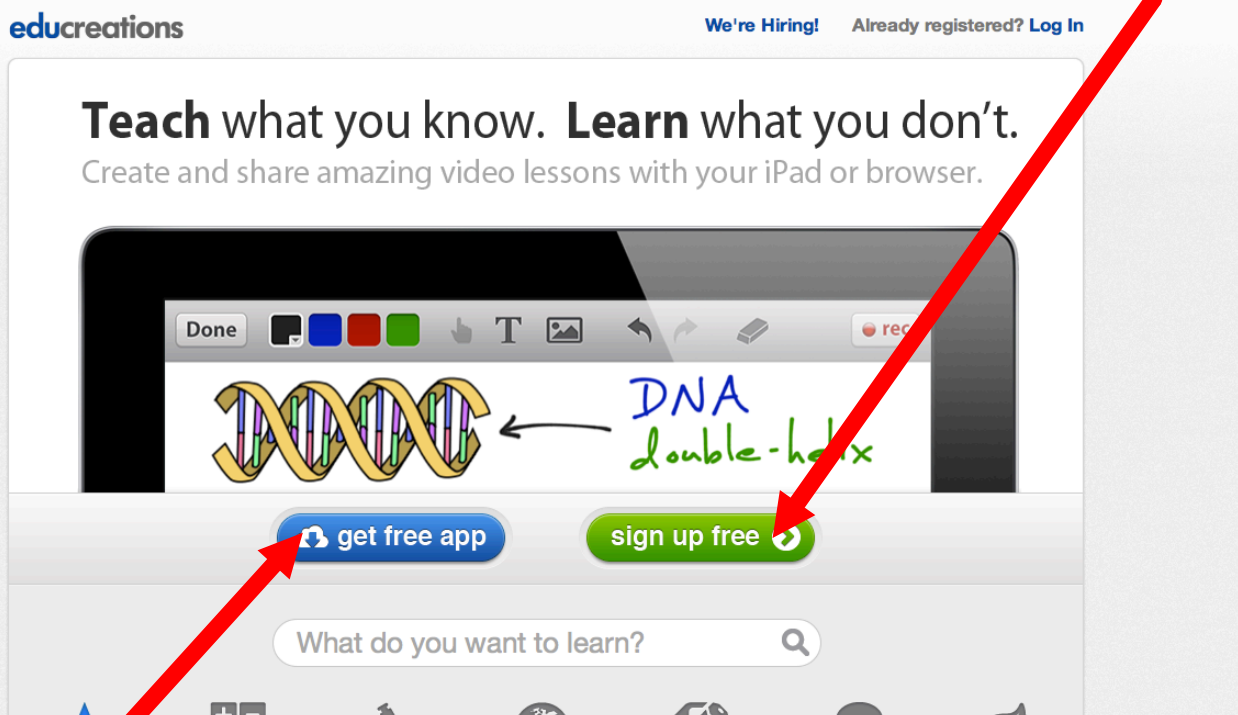 educreations We're Hiring! Already registered? Log In
Teach what you know. Learn what you don't.
Create and share amazing video lessons with your iPad or browser.
Done T rec
DNA
double-helix
get free app sign up free
What do you want to learn?